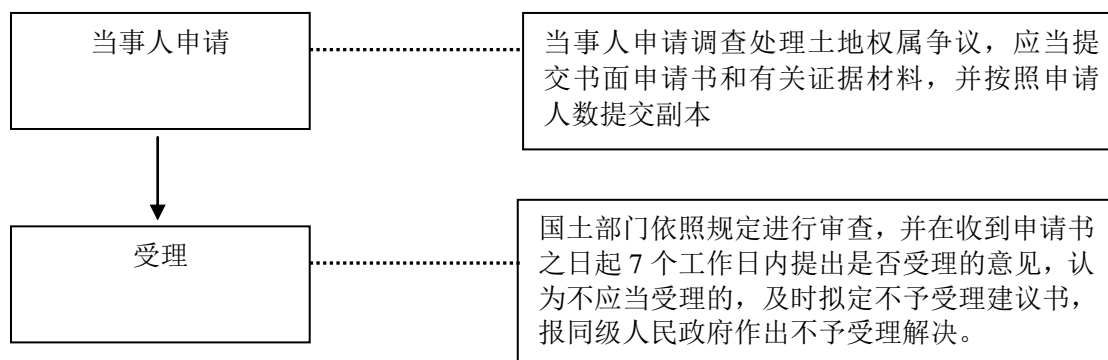 当事人申请
当事人申请调查处理土地权属争议，应当提
交书面申请书和有关证据材料，并按照申请
人数提交副本
受理
国土部门依照规定进行审查，并在收到申请书
之日起 7 个工作日内提出是否受理的意见，认
为不应当受理的，及时拟定不予受理建议书，
报同级人民政府作出不予受理解决。